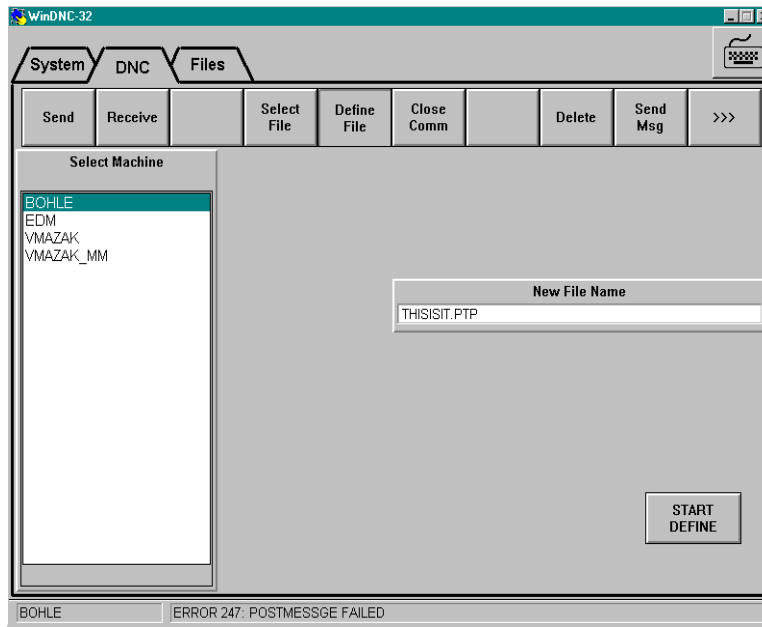 WinDNC-32
System
DNC
Files
Send
Receive
Select
File
Define
File
Close
Comm
Delete
Send
Msg
>>>
Select Machine
BOHLE
EDM
VMAZAK
VMAZAK_MM
New File Name
THISISIT.PTP
START
DEFINE
BOHLE
ERROR 247: POSTMESSGE FAILED